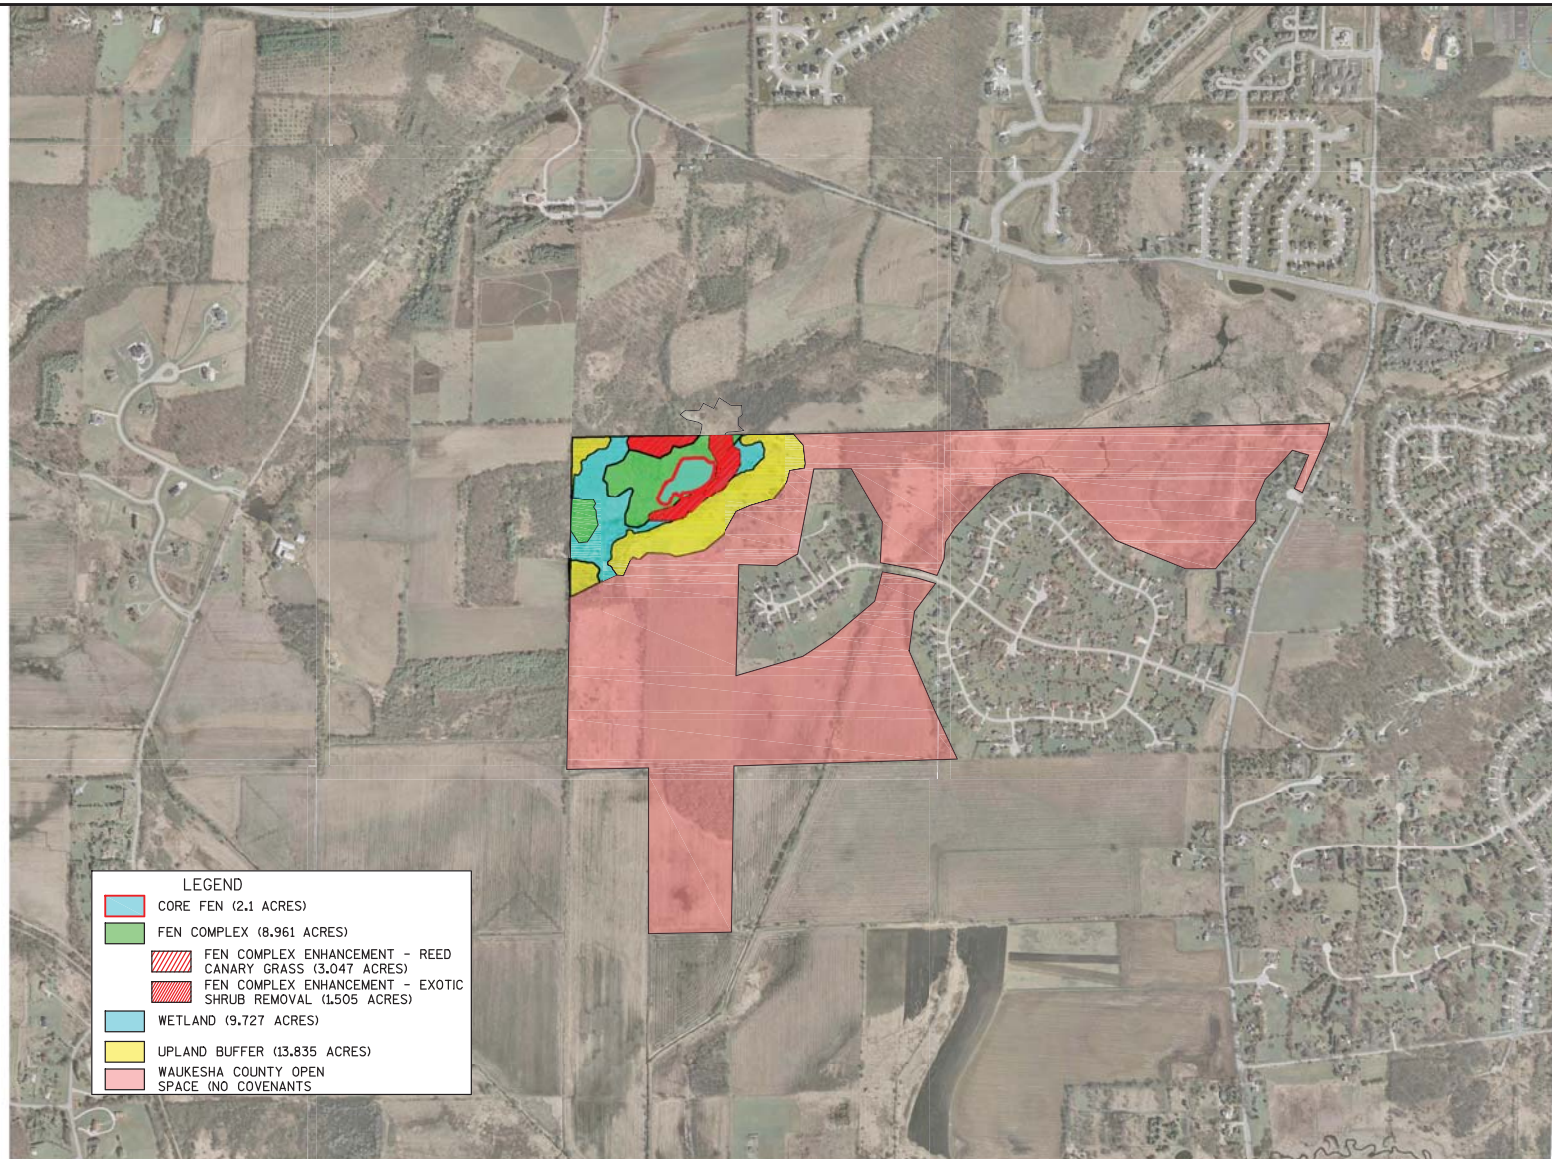 LEGEND
CORE FEN (2.1 ACRES)
FEN COMPLEX (8.961 ACRES)
FEN COMPLEX ENHANCEMENT - REED
CANARY GRASS (3.047 ACRES)
FEN COMPLEX ENHANCEMENT - EXOTIC
SHRUB REMOVAL (1.505 ACRES)
WETLAND (9.727 ACRES)
UPLAND BUFFER (13.835 ACRES)
WAUKESHA COUNTY OPEN
SPACE (NO COVENANTS